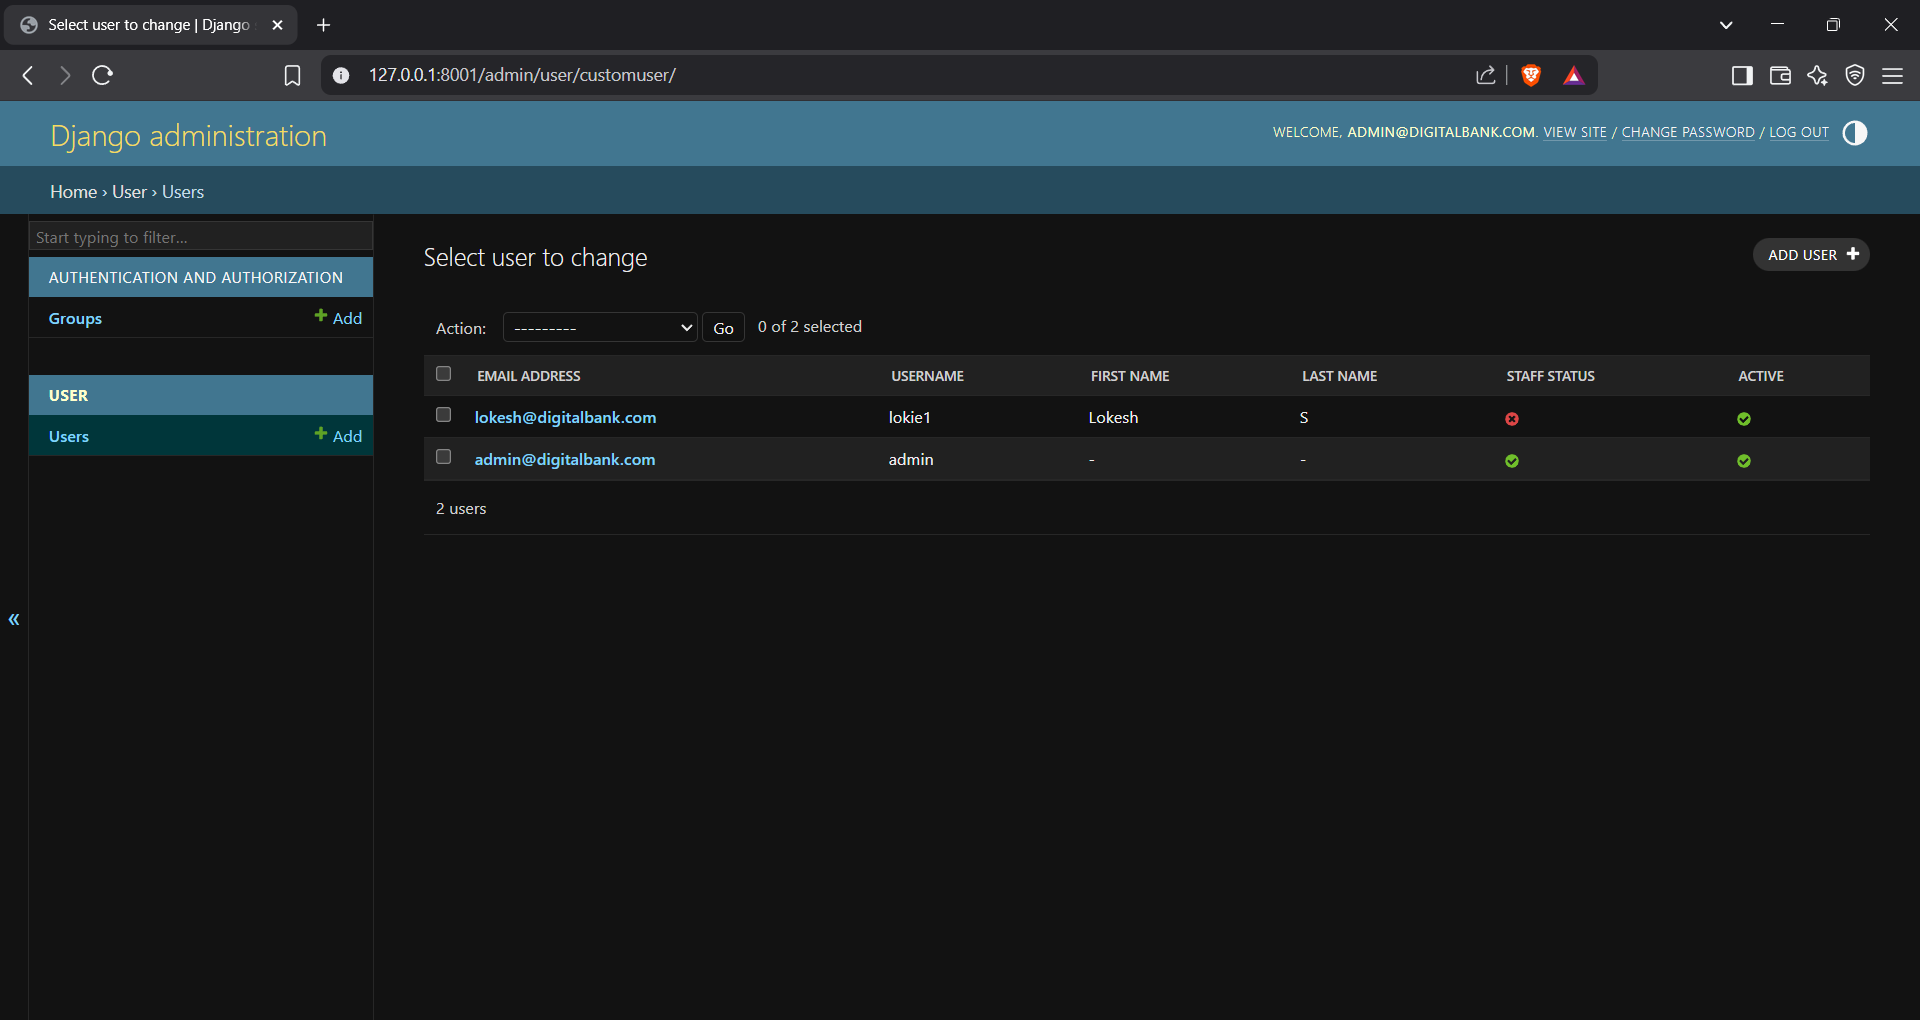 Select user to change | Django
127.0.0.1:8001/admin/user/customuser/
Django administration
WELCOME, ADMIN@DIGITALBANK.COM. VIEW SITE / CHANGE PASSWORD / LOG OUT
Home › User › Users
Start typing to filter...
AUTHENTICATION AND AUTHORIZATION
Groups + Add
USER
Users + Add
«
Select user to change
ADD USER +
Action: --------- Go 0 of 2 selected
EMAIL ADDRESS USERNAME FIRST NAME LAST NAME STAFF STATUS ACTIVE
lokesh@digitalbank.com lokie1 Lokesh S
admin@digitalbank.com admin - -
2 users